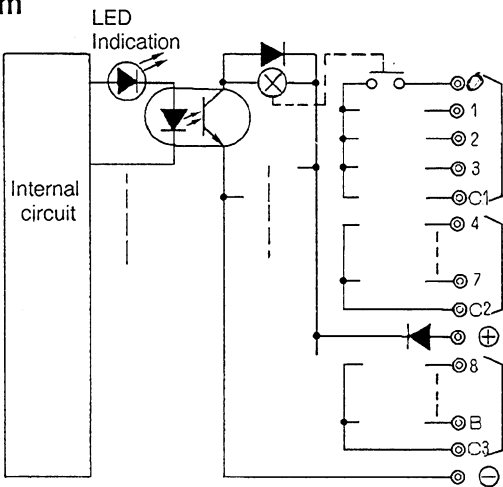 m
LED
Indication
Internal
circuit
0
1
2
3
C1
4
7
C2
+
8
B
C3
−